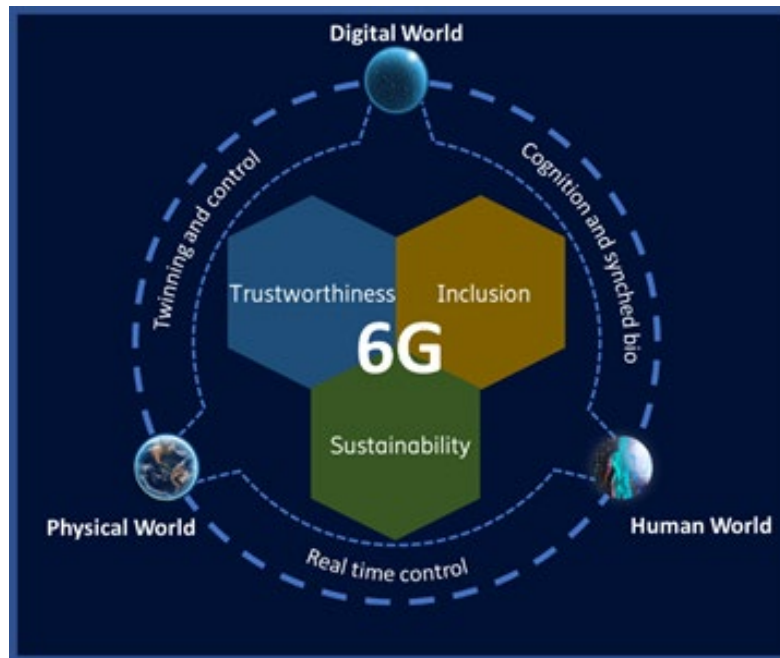 Digital World
Twinning and control
Cognition and synched bio
Trustworthiness
Inclusion
6G
Sustainability
Physical World
Human World
Real time control